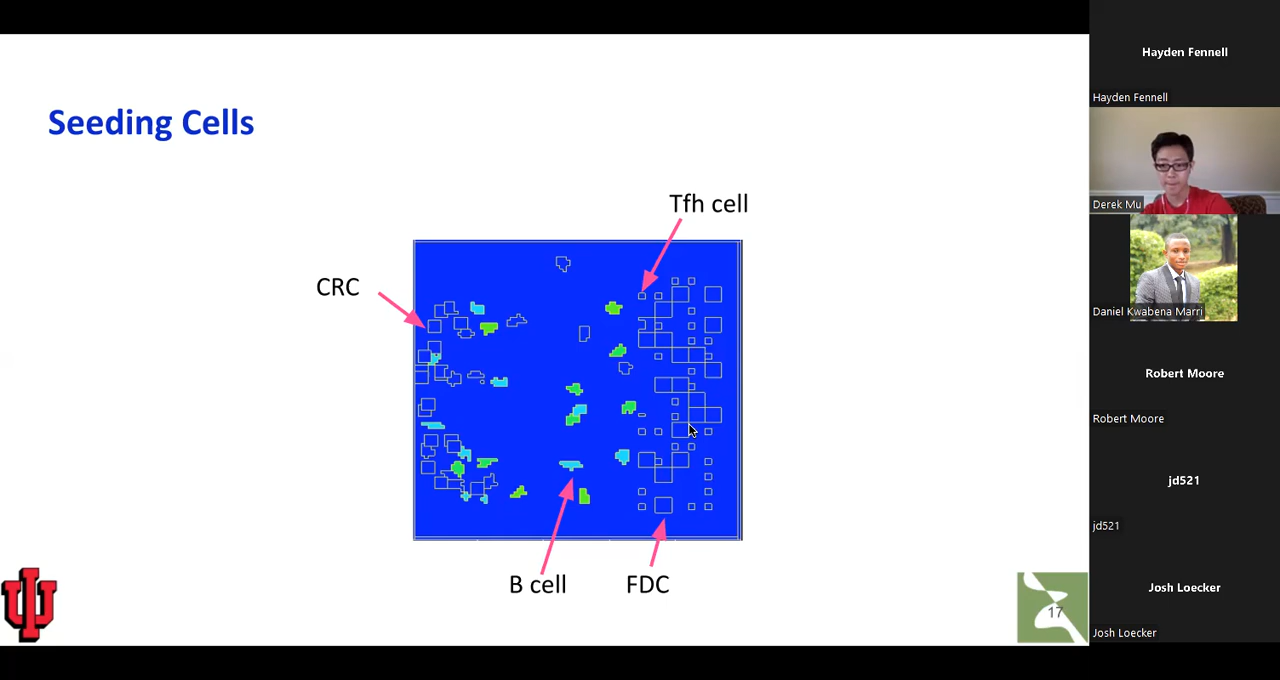 Seeding Cells
Tfh cell
CRC
B cell
FDC
17
Hayden Fennell
Hayden Fennell
Derek Mu
Daniel Kwabena Marri
Robert Moore
Robert Moore
jd521
jd521
Josh Loecker
Josh Loecker